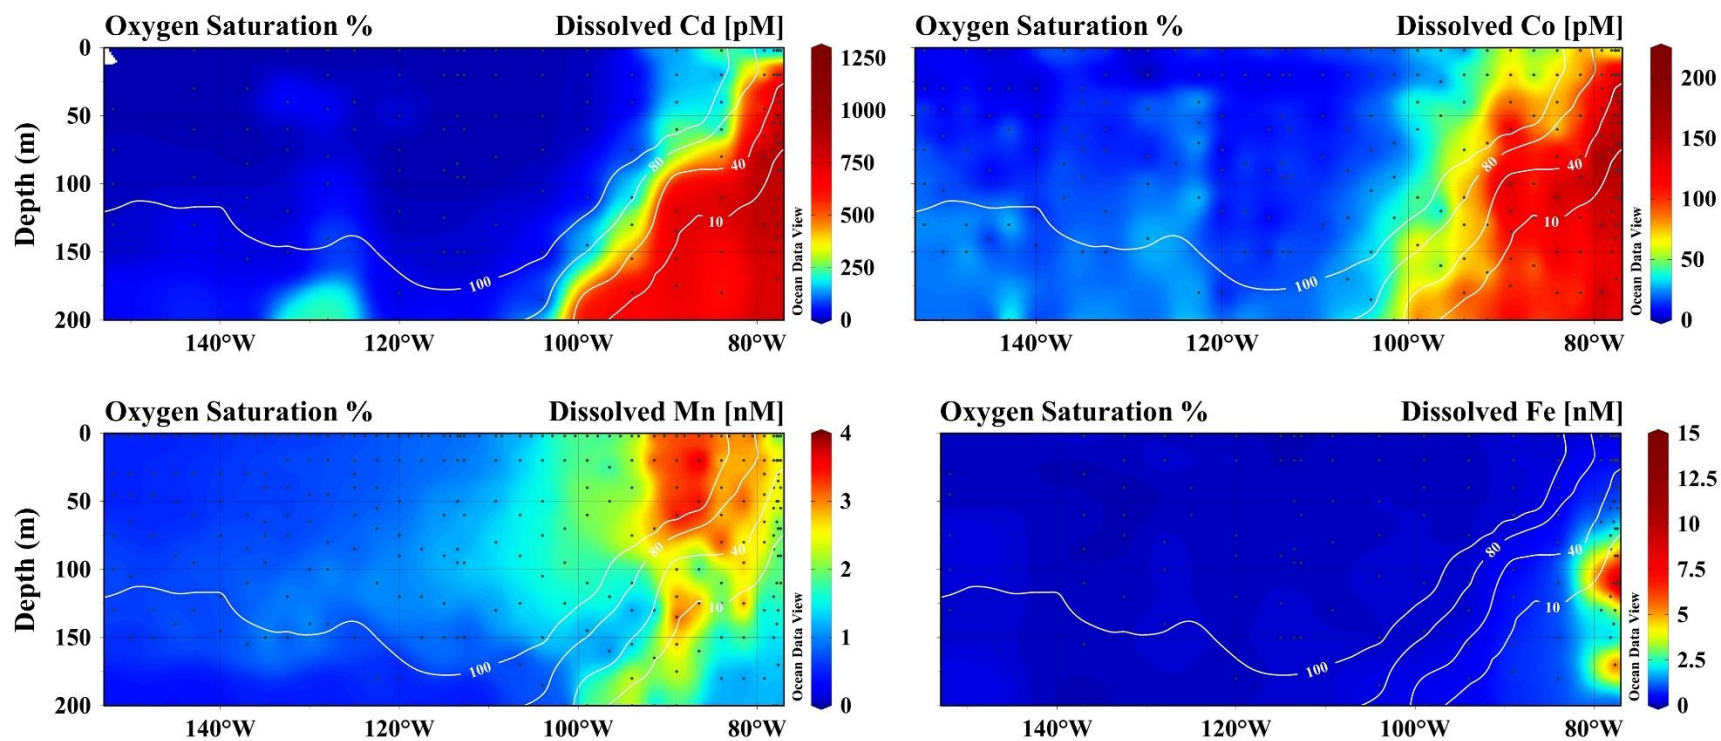 Oxygen Saturation % Dissolved Cd [pM]
Depth (m)
0
50
100
150
200
140°W 120°W 100°W 80°W
100 80 40 10
Ocean Data View
1250
1000
750
500
250
0
Oxygen Saturation % Dissolved Co [pM]
140°W 120°W 100°W 80°W
100 80 40 10
Ocean Data View
200
150
100
50
0
Oxygen Saturation % Dissolved Mn [nM]
Depth (m)
0
50
100
150
200
140°W 120°W 100°W 80°W
100 80 40 10
Ocean Data View
4
3
2
1
0
Oxygen Saturation % Dissolved Fe [nM]
140°W 120°W 100°W 80°W
100 80 40 10
Ocean Data View
15
12.5
10
7.5
5
2.5
0